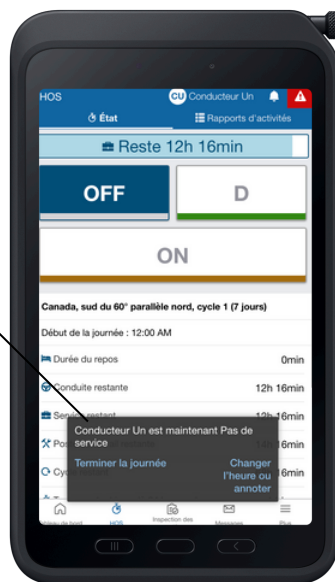 HOS
CU Conducteur Un
État
Rapports d'activités
Reste 12h 16min
OFF
D
ON
Canada, sud du 60° parallèle nord, cycle 1 (7 jours)
Début de la journée : 12:00 AM
Durée du repos 0min
Conduite restante 12h 16min
Service restant 12h 16min
Conducteur Un est maintenant Pas de
service
Terminer la journée
Changer
l'heure ou
annoter
6min
HOS
Inspection des
Messages
Plus